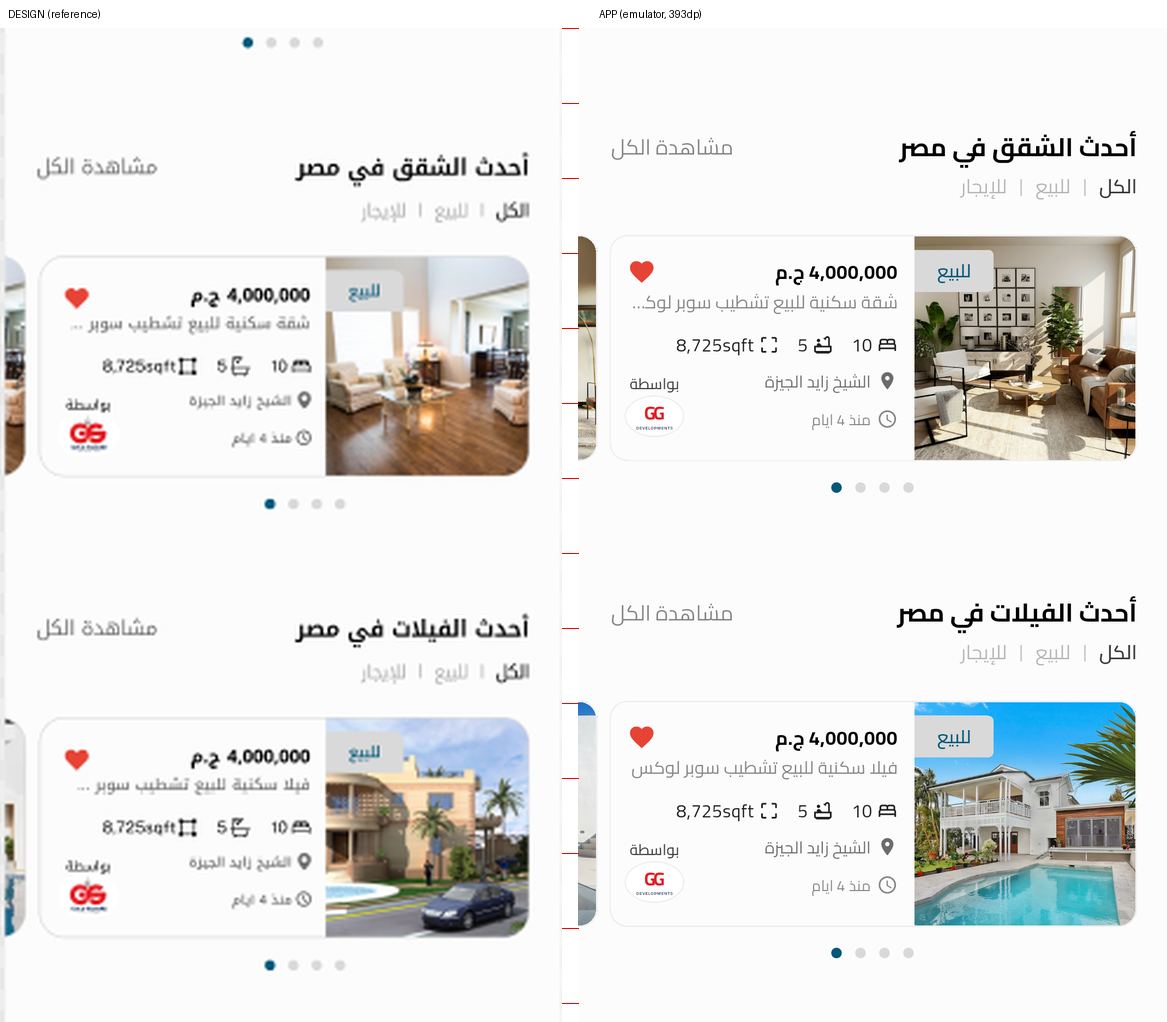 DESIGN (reference)
أحدث الشقق في مصر
مشاهدة الكل
الكل | للبيع | للإيجار
للبيع
4,000,000 ج.م
شقة سكنية للبيع تشطيب سوبر ...
10 5 8,725sqft
الشيخ زايد الجيزة
بواسطة
منذ 4 ايام
أحدث الفيلات في مصر
مشاهدة الكل
الكل | للبيع | للإيجار
للبيع
4,000,000 ج.م
فيلا سكنية للبيع تشطيب سوبر ...
10 5 8,725sqft
الشيخ زايد الجيزة
بواسطة
منذ 4 ايام
APP (emulator, 393dp)
أحدث الشقق في مصر
مشاهدة الكل
الكل | للبيع | للإيجار
للبيع
4,000,000 ج.م
شقة سكنية للبيع تشطيب سوبر لوك...
10 5 8,725sqft
الشيخ زايد الجيزة
بواسطة
GG
DEVELOPMENTS
منذ 4 ايام
أحدث الفيلات في مصر
مشاهدة الكل
الكل | للبيع | للإيجار
للبيع
4,000,000 ج.م
فيلا سكنية للبيع تشطيب سوبر لوكس
10 5 8,725sqft
الشيخ زايد الجيزة
بواسطة
GG
DEVELOPMENTS
منذ 4 ايام